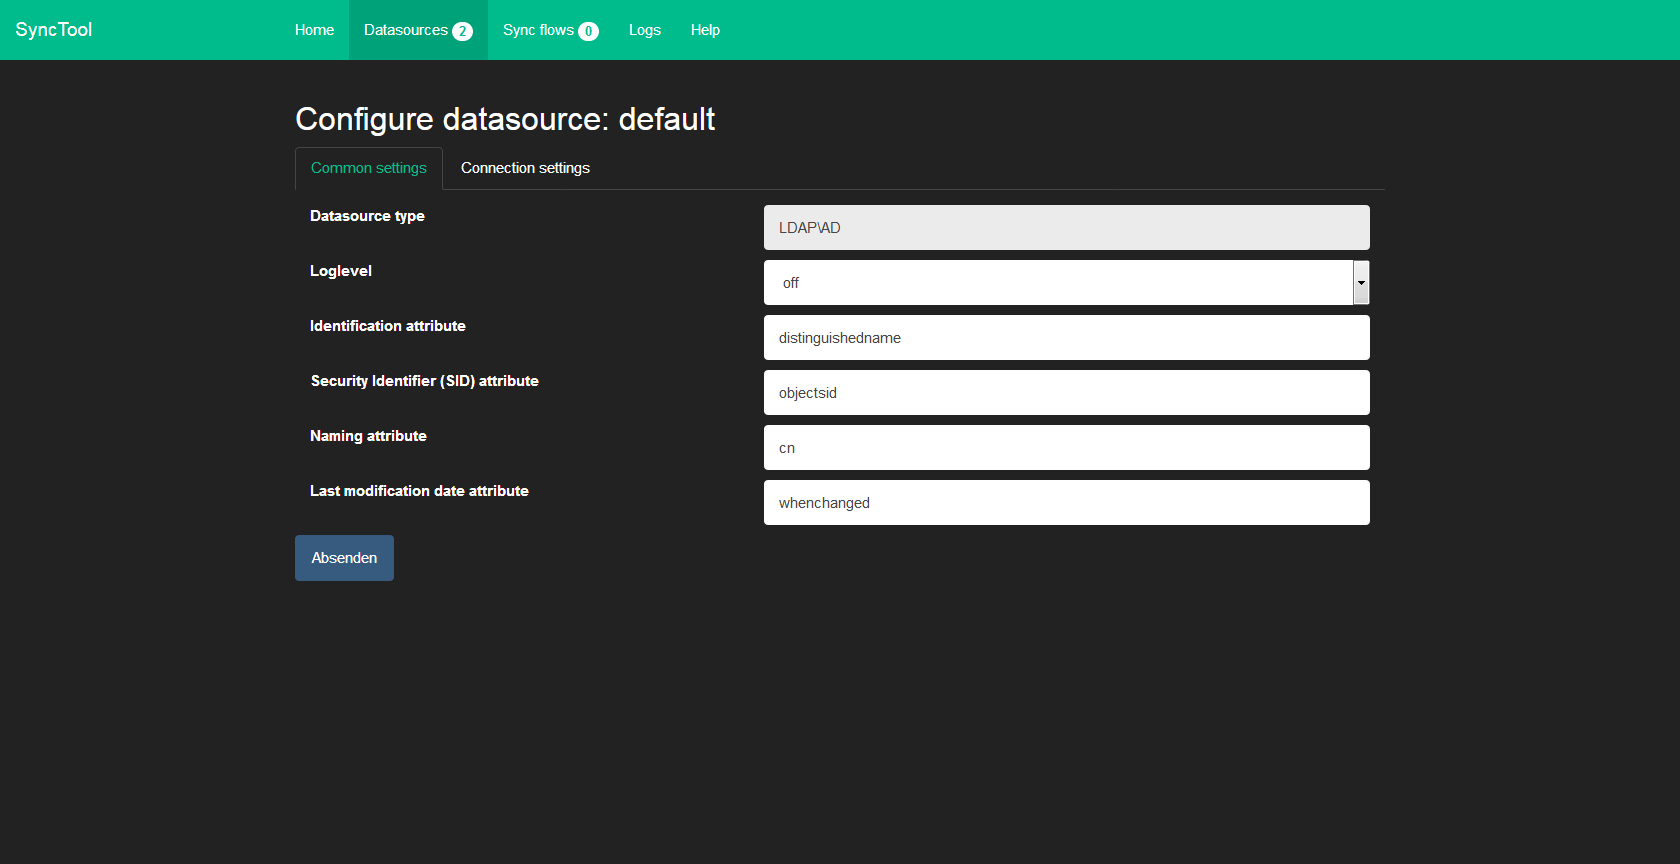 SyncTool Home Datasources 2 Sync flows 0 Logs Help
Configure datasource: default
Common settings Connection settings
Datasource type LDAP\AD
Loglevel off
Identification attribute distinguishedname
Security Identifier (SID) attribute objectsid
Naming attribute cn
Last modification date attribute whenchanged
Absenden